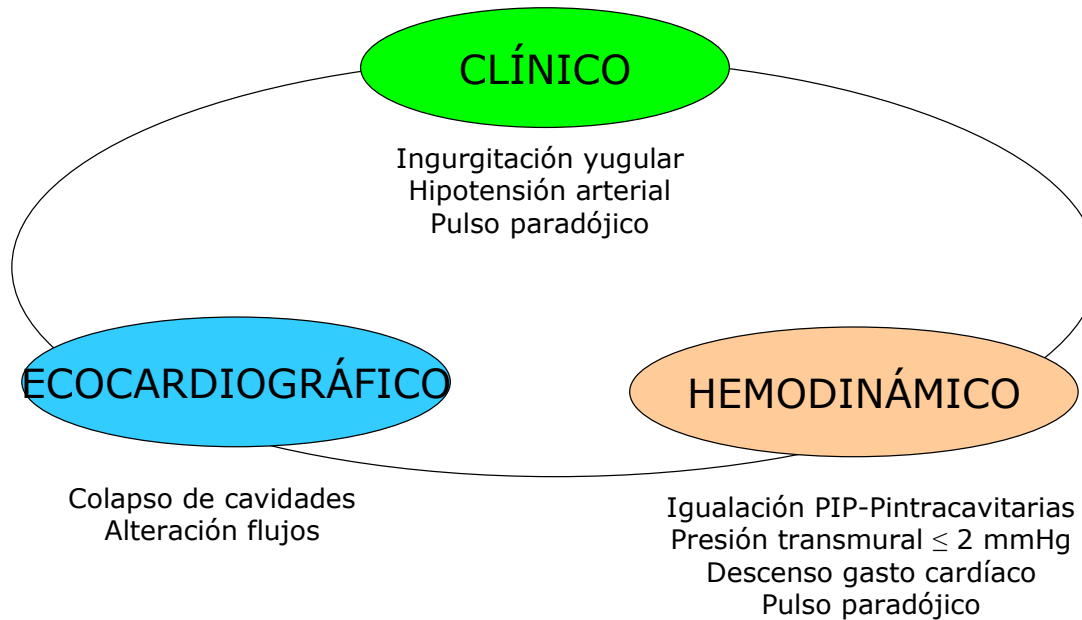 CLÍNICO
Ingurgitación yugular
Hipotensión arterial
Pulso paradójico
ECOCARDIOGRÁFICO
Colapso de cavidades
Alteración flujos
HEMODINÁMICO
Igualación PIP-Pintracavitarias
Presión transmural ≤ 2 mmHg
Descenso gasto cardíaco
Pulso paradójico